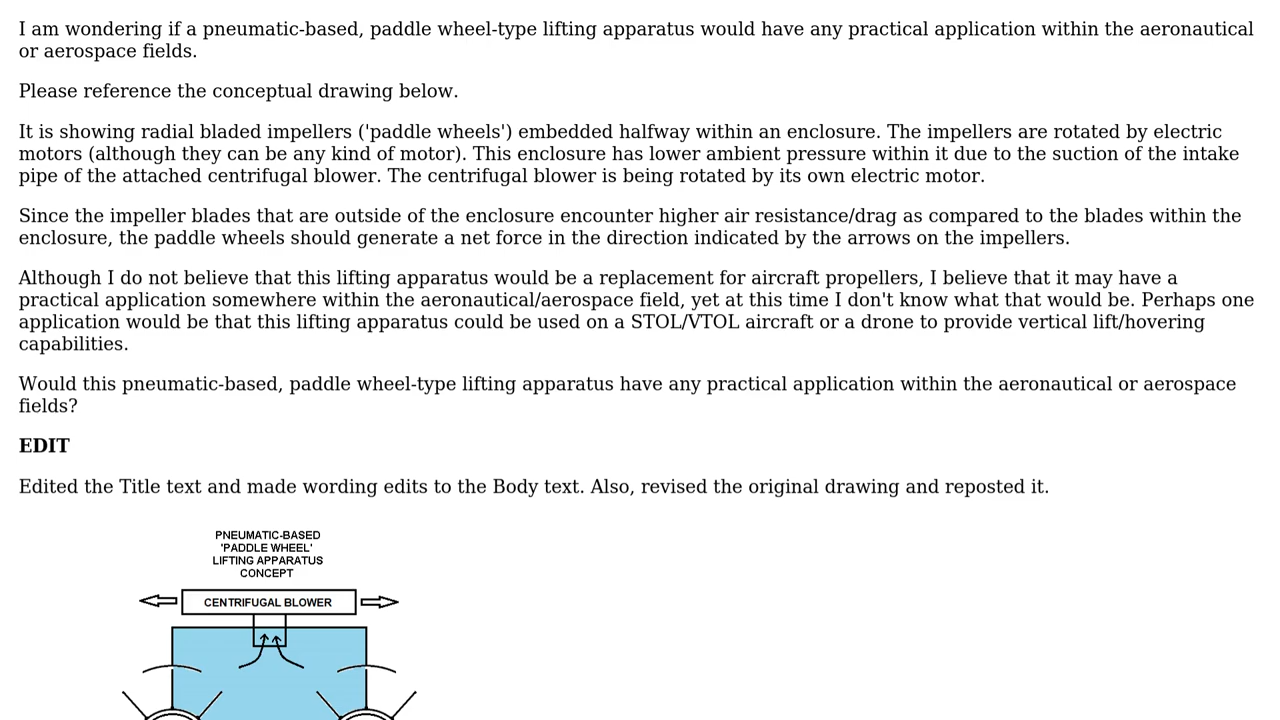 I am wondering if a pneumatic-based, paddle wheel-type lifting apparatus would have any practical application within the aeronautical
or aerospace fields.
Please reference the conceptual drawing below.
It is showing radial bladed impellers ('paddle wheels') embedded halfway within an enclosure. The impellers are rotated by electric
motors (although they can be any kind of motor). This enclosure has lower ambient pressure within it due to the suction of the intake
pipe of the attached centrifugal blower. The centrifugal blower is being rotated by its own electric motor.
Since the impeller blades that are outside of the enclosure encounter higher air resistance/drag as compared to the blades within the
enclosure, the paddle wheels should generate a net force in the direction indicated by the arrows on the impellers.
Although I do not believe that this lifting apparatus would be a replacement for aircraft propellers, I believe that it may have a
practical application somewhere within the aeronautical/aerospace field, yet at this time I don't know what that would be. Perhaps one
application would be that this lifting apparatus could be used on a STOL/VTOL aircraft or a drone to provide vertical lift/hovering
capabilities.
Would this pneumatic-based, paddle wheel-type lifting apparatus have any practical application within the aeronautical or aerospace
fields?
EDIT
Edited the Title text and made wording edits to the Body text. Also, revised the original drawing and reposted it.
PNEUMATIC-BASED
'PADDLE WHEEL'
LIFTING APPARATUS
CONCEPT
CENTRIFUGAL BLOWER